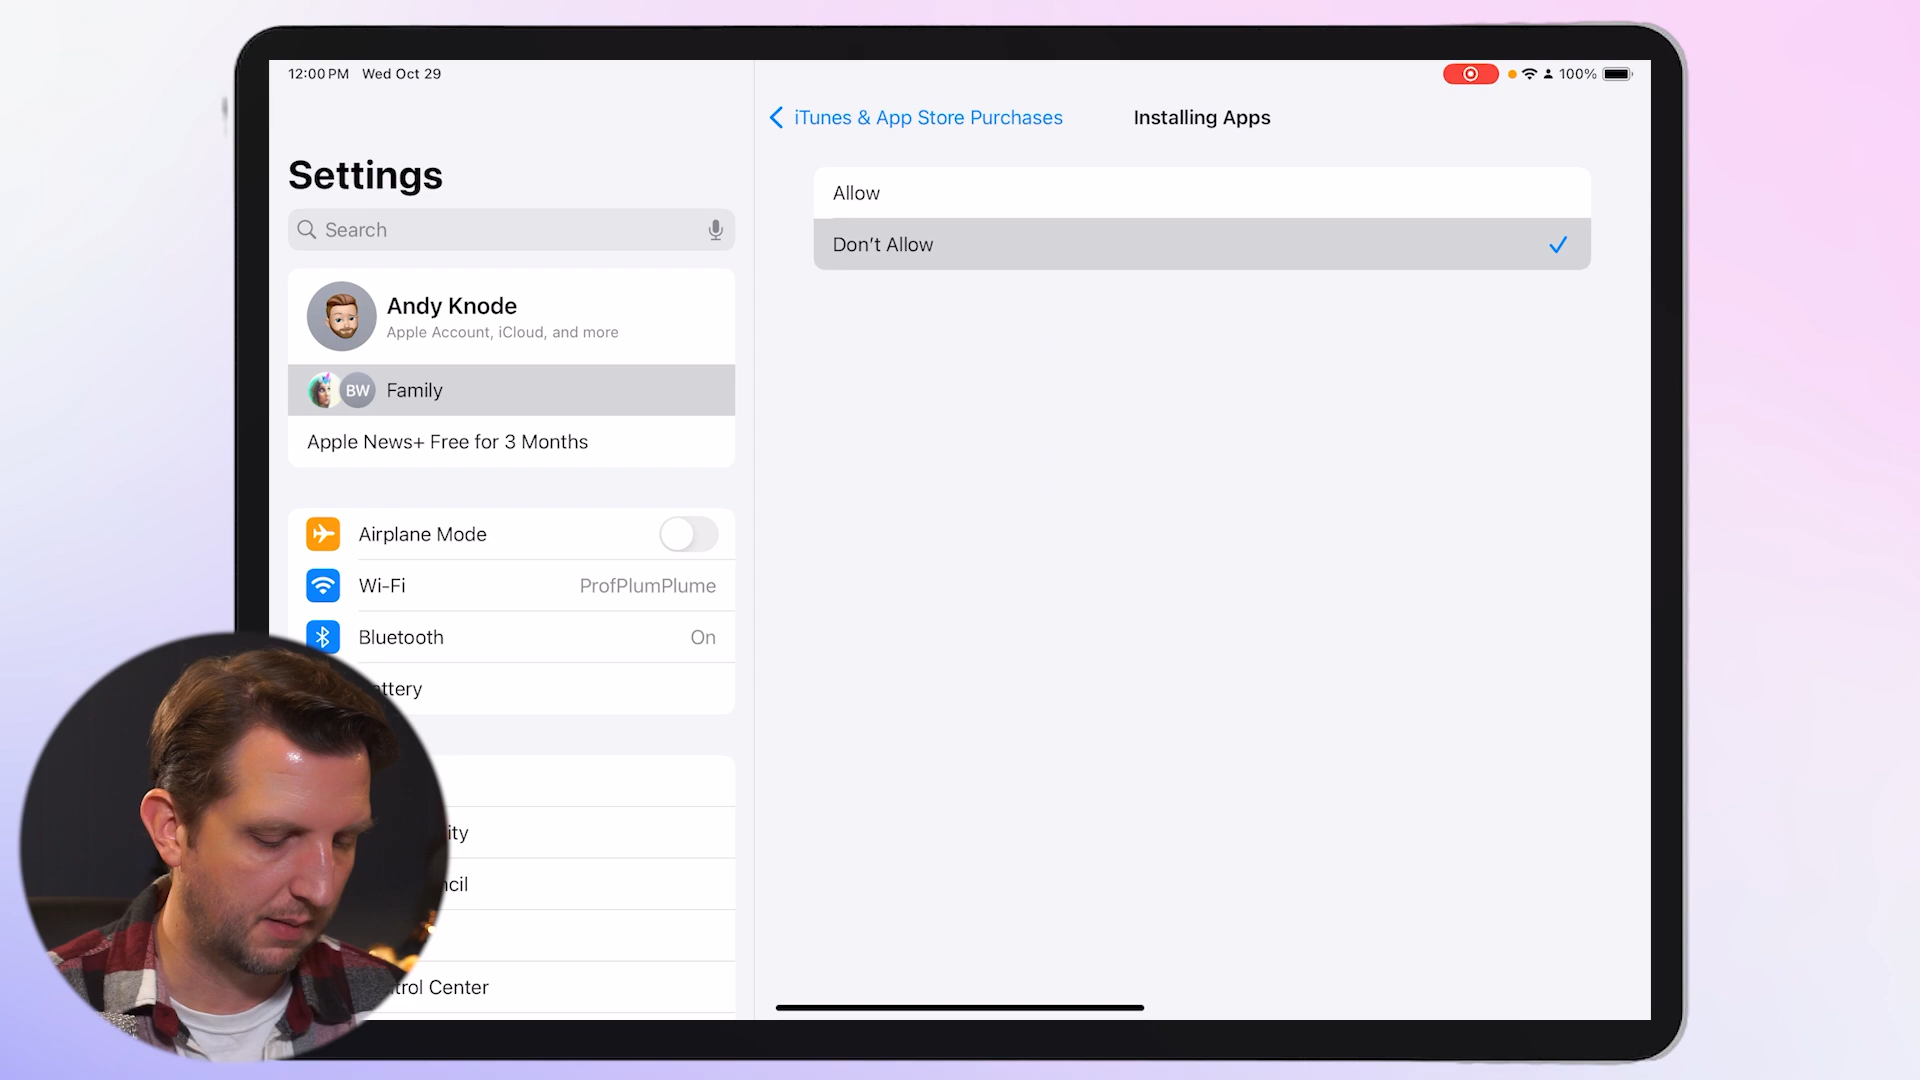 12:00 PM Wed Oct 29
100%
Settings
Search
Andy Knode
Apple Account, iCloud, and more
BW Family
Apple News+ Free for 3 Months
Airplane Mode
Wi-Fi ProfPlumPlume
Bluetooth On
ttery
ity
cil
trol Center
iTunes & App Store Purchases
Installing Apps
Allow
Don't Allow